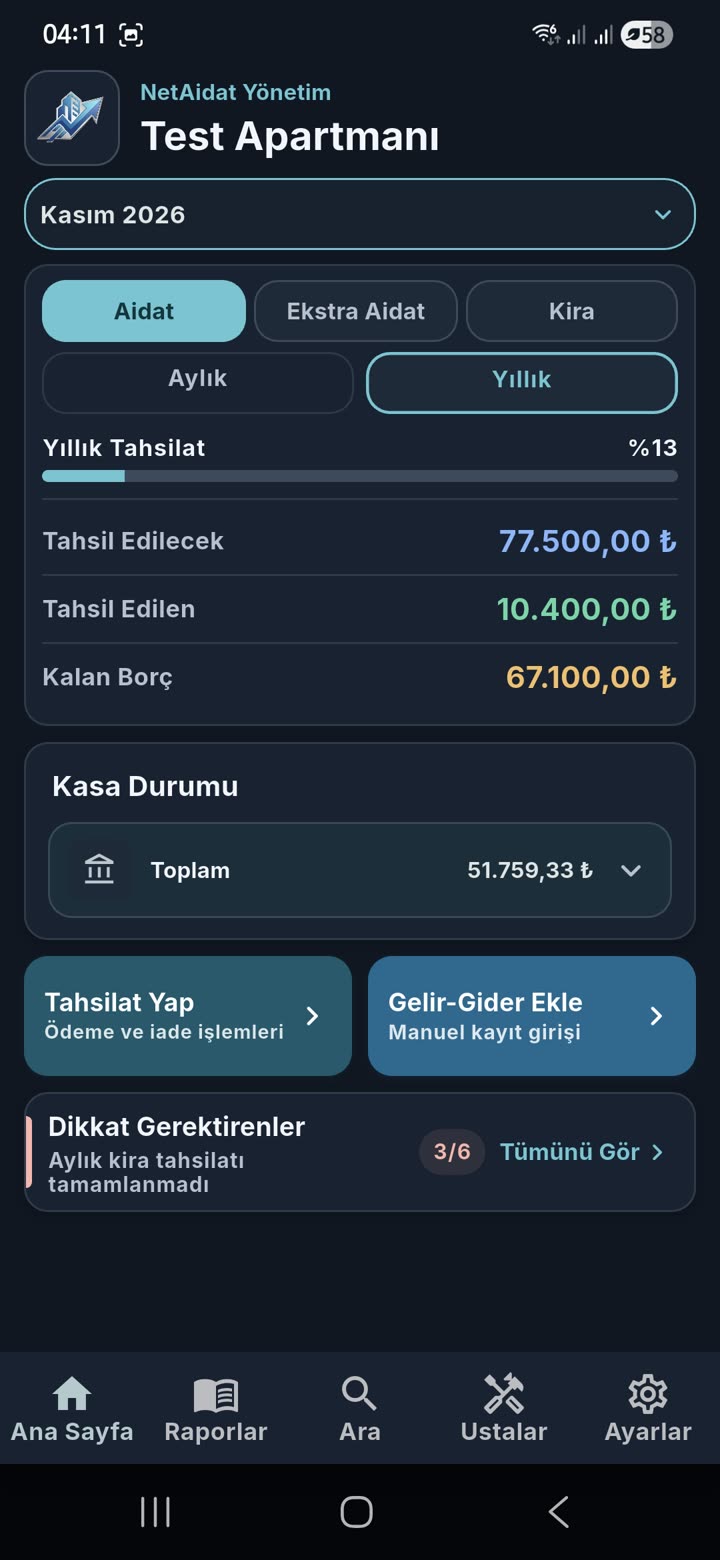 04:11
58
NetAidat Yönetim
Test Apartmanı
Kasım 2026
Aidat
Ekstra Aidat
Kira
Aylık
Yıllık
Yıllık Tahsilat
%13
Tahsil Edilecek
77.500,00 ₺
Tahsil Edilen
10.400,00 ₺
Kalan Borç
67.100,00 ₺
Kasa Durumu
Toplam
51.759,33 ₺
Tahsilat Yap
Ödeme ve iade işlemleri
Gelir-Gider Ekle
Manuel kayıt girişi
Dikkat Gerektirenler
Aylık kira tahsilatı
tamamlanmadı
3/6
Tümünü Gör
Ana Sayfa
Raporlar
Ara
Ustalar
Ayarlar